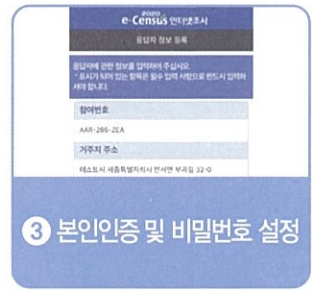 2020
e-Census 인터넷조사
응답자 정보 등록
응답자에 관한 정보를 입력하여 주십시오.
* 표시가 되어 있는 항목은 필수 입력 사항으로 반드시 입력하
셔야 합니다.
참여번호
AAR-286-ZEA
거주지 주소
테스트시 세종특별자치시 연서면 부곡길 32-0
3 본인인증 및 비밀번호 설정